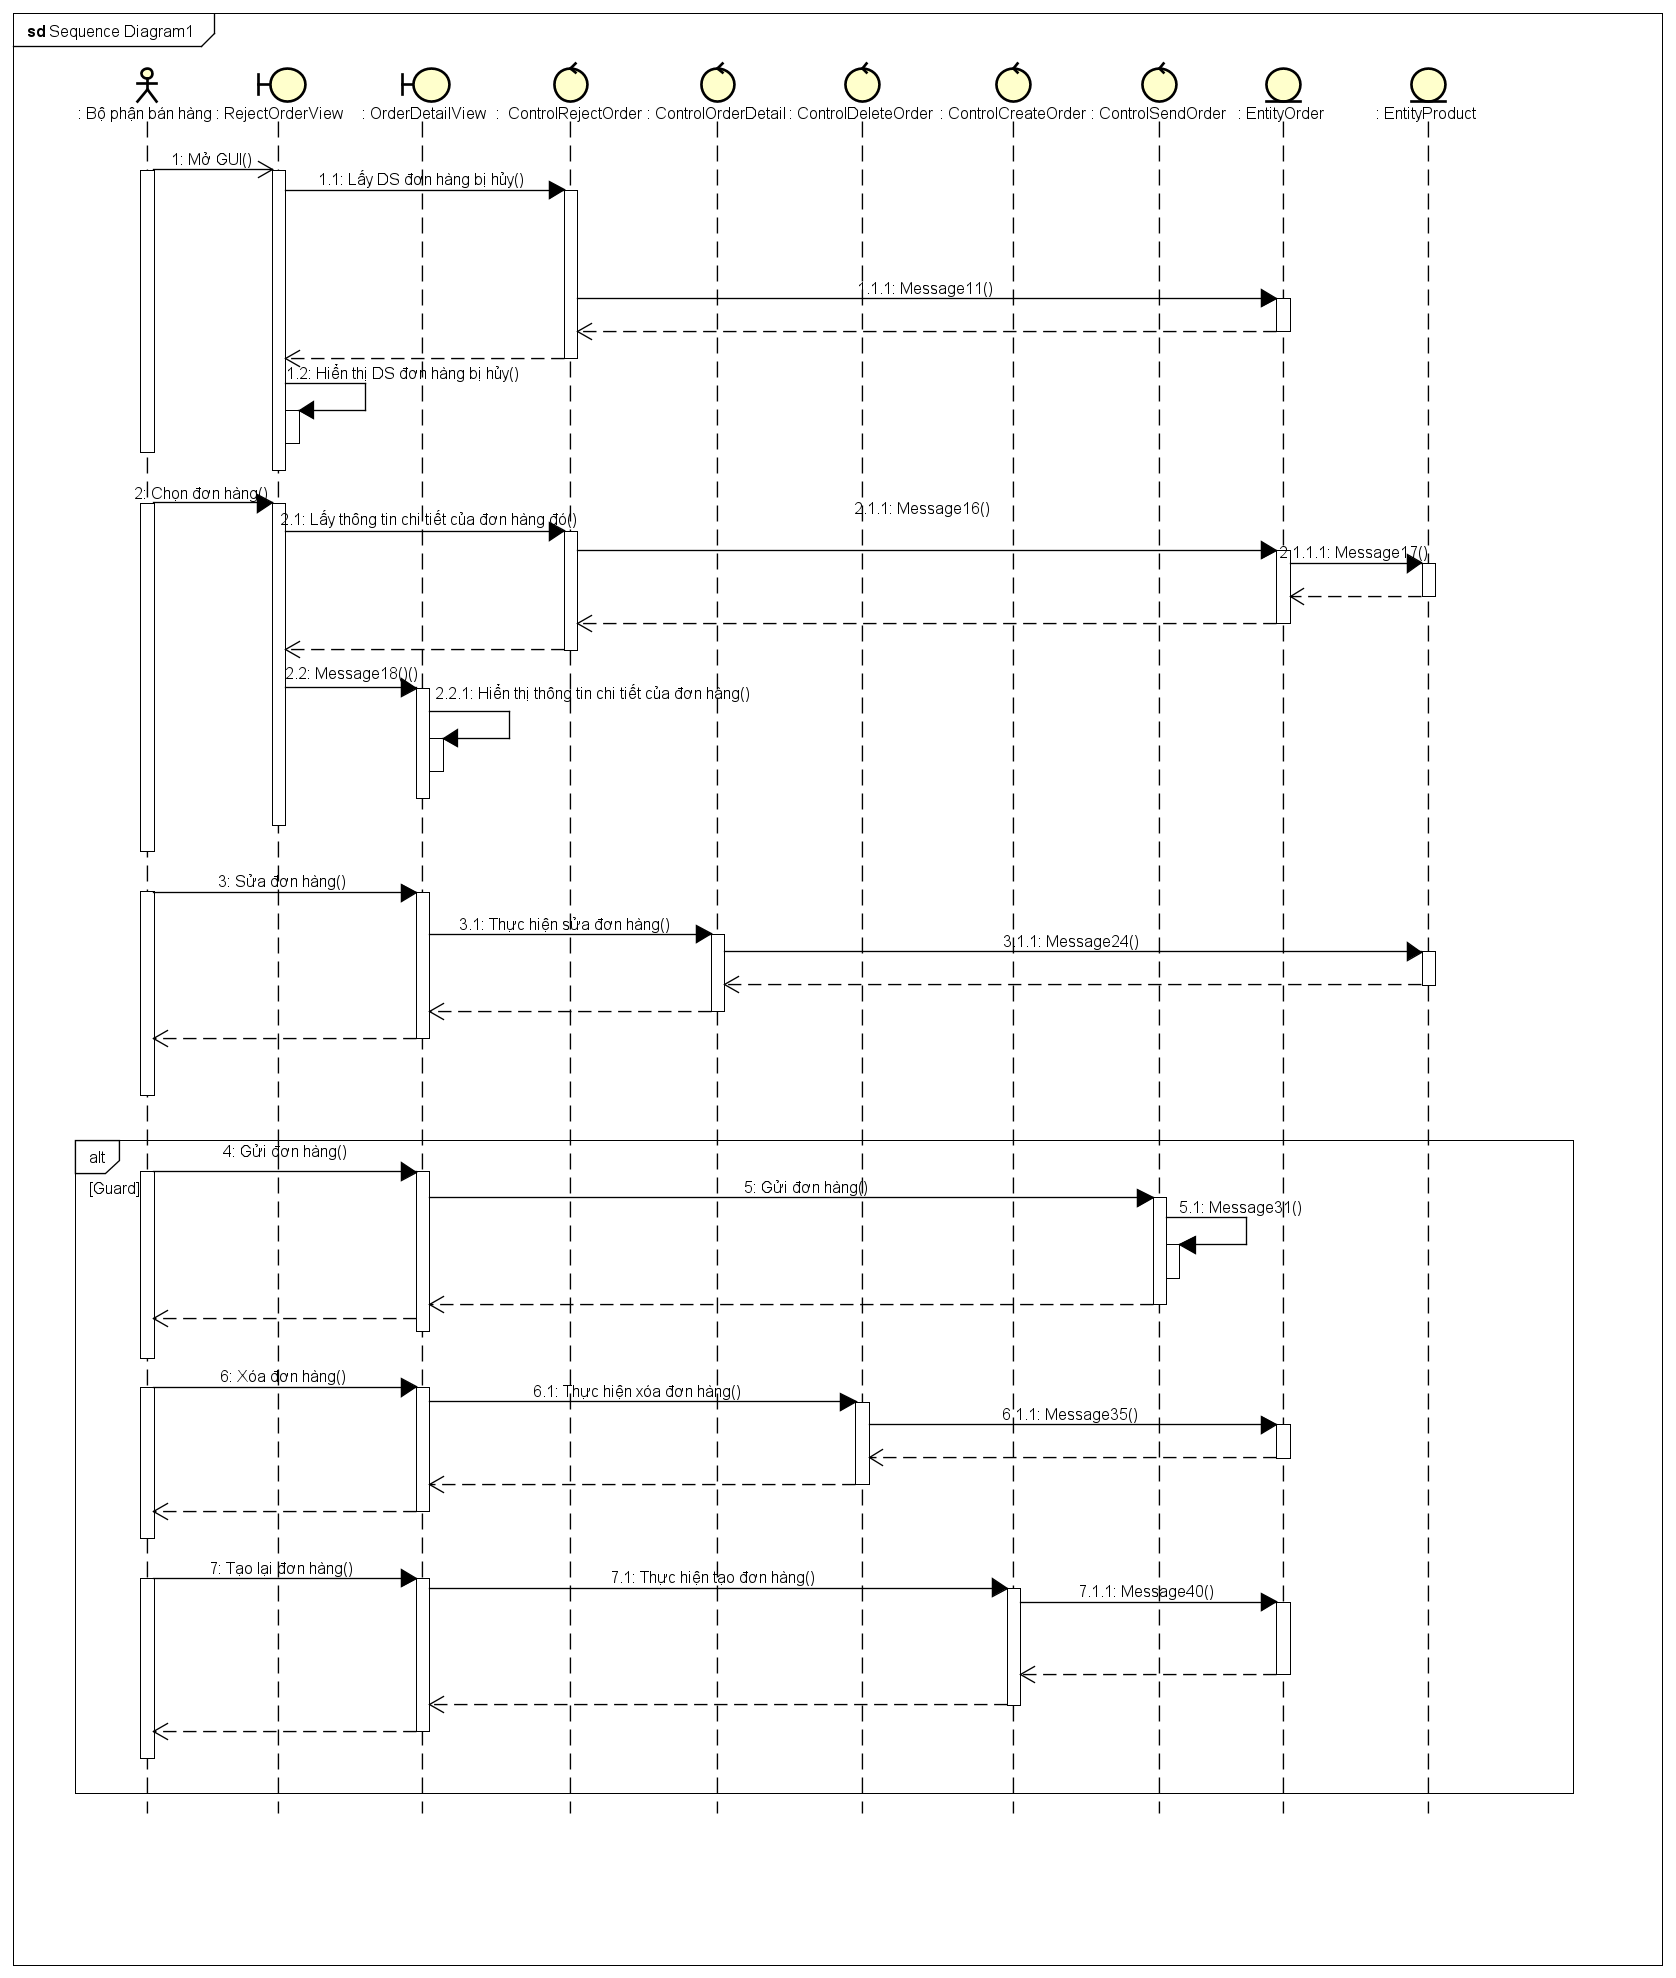 sd Sequence Diagram1
: Bộ phận bán hàng : RejectOrderView : OrderDetailView : ControlRejectOrder : ControlOrderDetail : ControlDeleteOrder : ControlCreateOrder : ControlSendOrder : EntityOrder : EntityProduct
1: Mở GUI()
1.1: Lấy DS đơn hàng bị hủy()
1.1.1: Message11()
1.2: Hiển thị DS đơn hàng bị hủy()
2: Chọn đơn hàng()
2.1.1: Message16()
2.1: Lấy thông tin chi tiết của đơn hàng đó()
2.1.1.1: Message17()
2.2: Message18()()
2.2.1: Hiển thị thông tin chi tiết của đơn hàng()
3: Sửa đơn hàng()
3.1: Thực hiện sửa đơn hàng()
3.1.1: Message24()
4: Gửi đơn hàng()
alt
[Guard]
5: Gửi đơn hàng()
5.1: Message31()
6: Xóa đơn hàng()
6.1: Thực hiện xóa đơn hàng()
6.1.1: Message35()
7: Tạo lại đơn hàng()
7.1: Thực hiện tạo đơn hàng()
7.1.1: Message40()